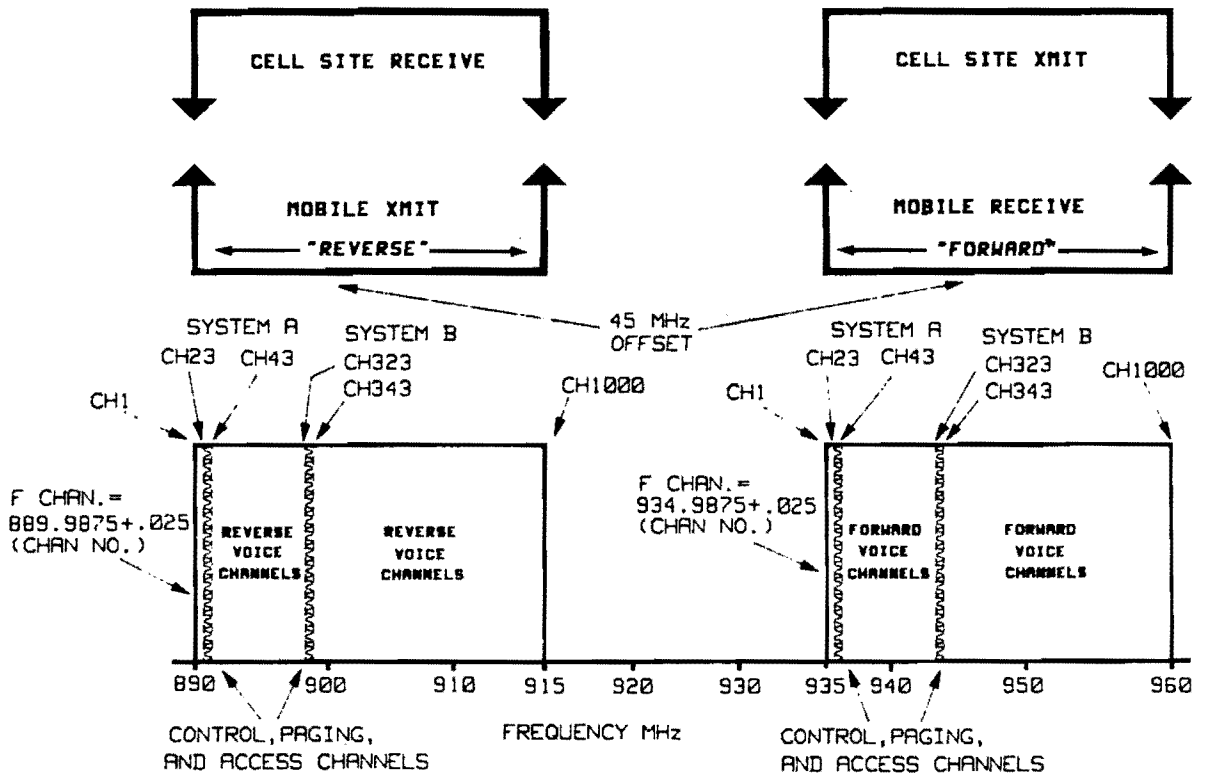 CELL SITE RECEIVE
CELL SITE XMIT
MOBILE XMIT
"REVERSE"
MOBILE RECEIVE
"FORWARD"
45 MHz
OFFSET
SYSTEM A
CH23 CH43
SYSTEM B
CH323
CH343
CH1
CH1000
SYSTEM A
CH23 CH43
SYSTEM B
CH323
CH343
CH1
CH1000
F CHAN.=
889.9875+.025
(CHAN NO.)
REVERSE
VOICE
CHANNELS
REVERSE
VOICE
CHANNELS
F CHAN.=
934.9875+.025
(CHAN NO.)
FORWARD
VOICE
CHANNELS
FORWARD
VOICE
CHANNELS
890 900 910 915 920 930 935 940 950 960
CONTROL, PAGING,
AND ACCESS CHANNELS
FREQUENCY MHz
CONTROL, PAGING,
AND ACCESS CHANNELS